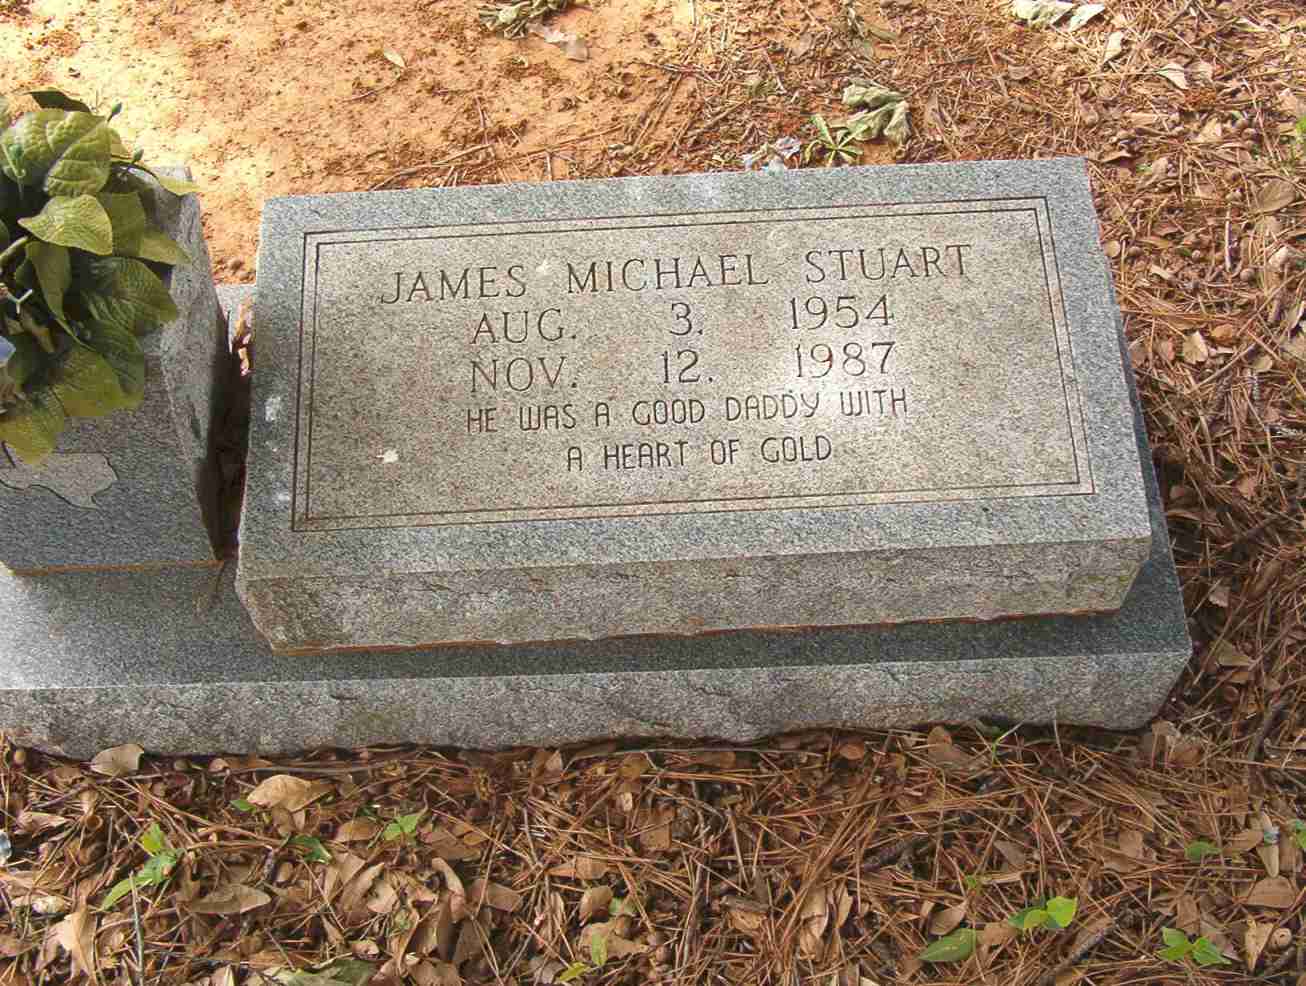 JAMES MICHAEL STUART
AUG. 3. 1954
NOV. 12. 1987
HE WAS A GOOD DADDY WITH
A HEART OF GOLD